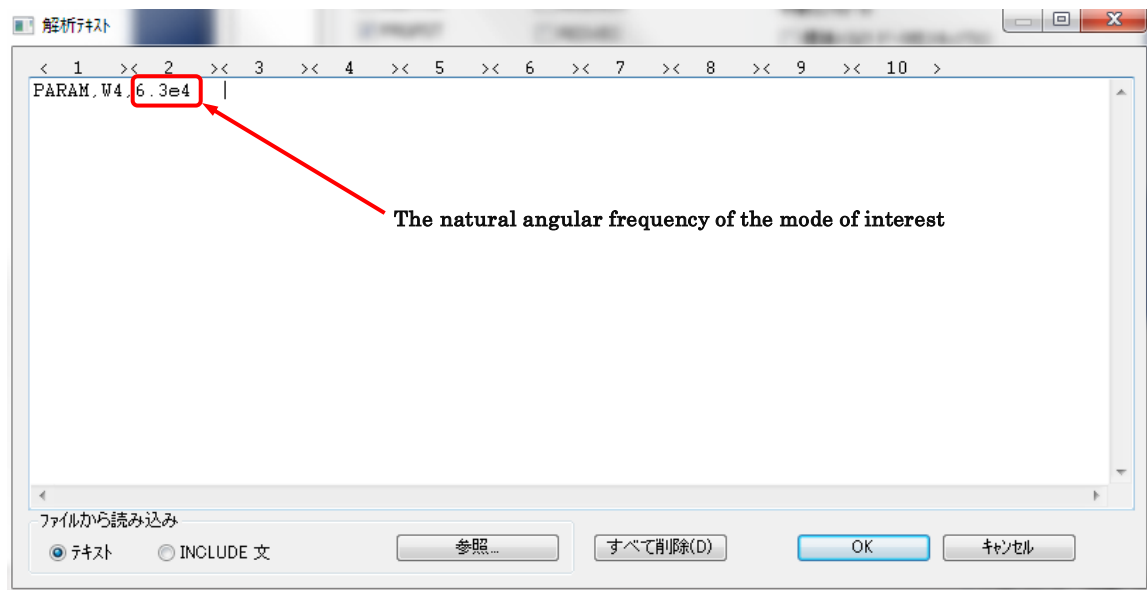 解析テキスト
< 1 >< 2 >< 3 >< 4 >< 5 >< 6 >< 7 >< 8 >< 9 >< 10 >
PARAM,W4,6.3e4
The natural angular frequency of the mode of interest
ファイルから読み込み
テキスト INCLUDE 文 参照... すべて削除(D) OK キャンセル